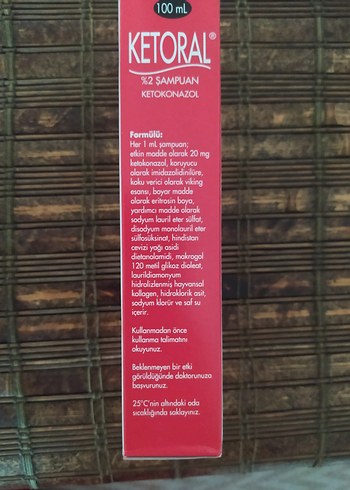 100 mL
KETORAL®
%2 ŞAMPUAN
KETOKONAZOL
Formülü:
Her 1 mL şampuan;
etkin madde olarak 20 mg
ketokonazol, koruyucu
olarak imidazolidinilüre,
koku verici olarak viking
esansı, boyar madde
olarak eritrosin boya,
yardımcı madde olarak
sodyum lauril eter sülfat,
disodyum monolauril eter
sülfosüksinat, hindistan
cevizi yağı asidi
dietanolamidi, makrogol
120 metil glikoz dioleat,
laurildiamonyum
hidrolizlenmiş hayvansal
kollagen, hidroklorik asit,
sodyum klorür ve saf su
içerir.
Kullanmadan önce
kullanma talimatını
okuyunuz.
Beklenmeyen bir etki
görüldüğünde doktorunuza
başvurunuz.
25°C'nin altındaki oda
sıcaklığında saklayınız.